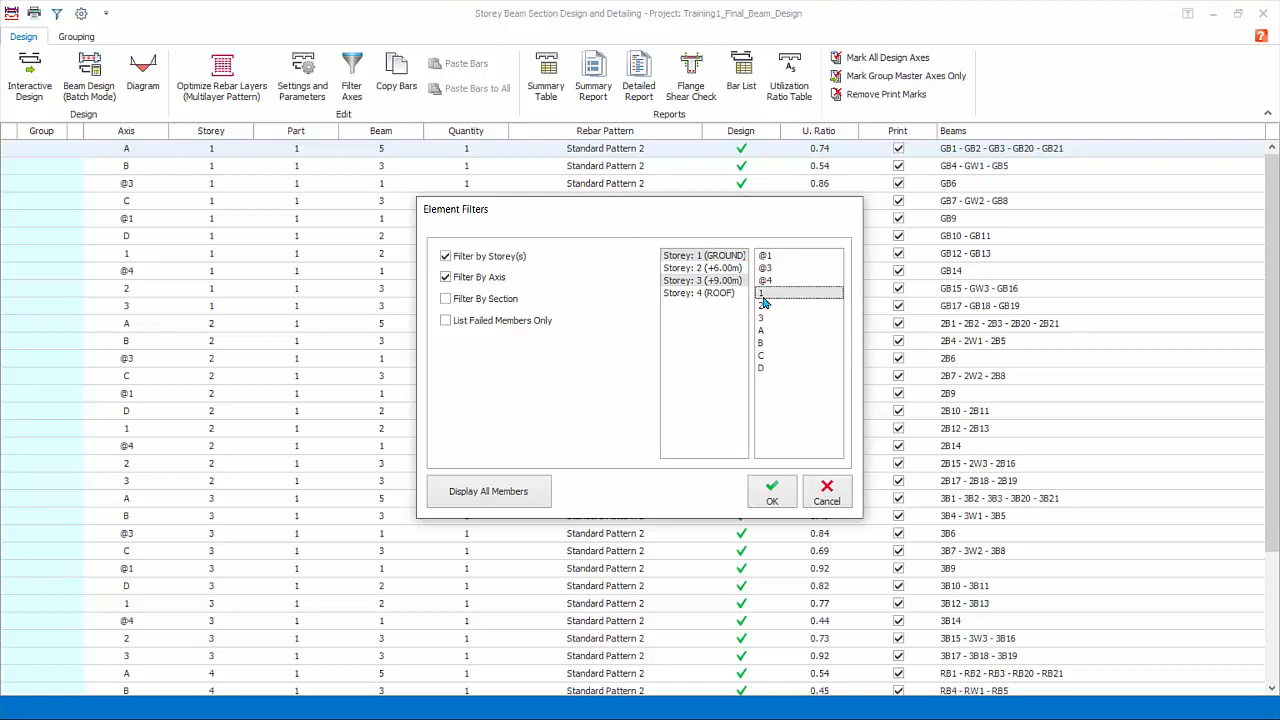 Storey Beam Section Design and Detailing - Project: Training1_Final_Beam_Design
Design Grouping
Interactive Design
Beam Design (Batch Mode)
Diagram
Optimize Rebar Layers (Multilayer Pattern)
Settings and Parameters
Filter Axes
Copy Bars
Paste Bars
Paste Bars to All
Summary Table
Summary Report
Detailed Report
Flange Shear Check
Bar List
Utilization Ratio Table
Mark All Design Axes
Mark Group Master Axes Only
Remove Print Marks
Design Edit Reports
Group Axis Storey Part Beam Quantity Rebar Pattern Design U. Ratio Print Beams
A 1 1 5 1 Standard Pattern 2 0.74 GB1 - GB2 - GB3 - GB20 - GB21
B 1 1 3 1 Standard Pattern 2 0.54 GB4 - GW1 - GB5
@3 1 1 1 1 Standard Pattern 2 0.86 GB6
C 1 1 3 GB7 - GW2 - GB8
@1 1 1 1 GB9
D 1 1 2 GB10 - GB11
1 1 1 2 GB12 - GB13
@4 1 1 1 GB14
2 1 1 3 GB15 - GW3 - GB16
3 1 1 3 GB17 - GB18 - GB19
A 2 1 5 2B1 - 2B2 - 2B3 - 2B20 - 2B21
B 2 1 3 2B4 - 2W1 - 2B5
@3 2 1 1 2B6
C 2 1 3 2B7 - 2W2 - 2B8
@1 2 1 1 2B9
D 2 1 2 2B10 - 2B11
1 2 1 2 2B12 - 2B13
@4 2 1 1 2B14
2 2 1 3 2B15 - 2W3 - 2B16
3 2 1 3 2B17 - 2B18 - 2B19
A 3 1 5 3B1 - 3B2 - 3B3 - 3B20 - 3B21
B 3 1 3 3B4 - 3W1 - 3B5
@3 3 1 1 1 Standard Pattern 2 0.84 3B6
C 3 1 3 1 Standard Pattern 2 0.69 3B7 - 3W2 - 3B8
@1 3 1 1 1 Standard Pattern 2 0.92 3B9
D 3 1 2 1 Standard Pattern 2 0.82 3B10 - 3B11
1 3 1 2 1 Standard Pattern 2 0.77 3B12 - 3B13
@4 3 1 1 1 Standard Pattern 2 0.44 3B14
2 3 1 3 1 Standard Pattern 2 0.73 3B15 - 3W3 - 3B16
3 3 1 3 1 Standard Pattern 2 0.92 3B17 - 3B18 - 3B19
A 4 1 5 1 Standard Pattern 2 0.54 RB1 - RB2 - RB3 - RB20 - RB21
B 4 1 3 1 Standard Pattern 2 0.45 RB4 - RW1 - RB5
Element Filters
Filter by Storey(s)
Filter By Axis
Filter By Section
List Failed Members Only
Storey: 1 (GROUND)
Storey: 2 (+6.00m)
Storey: 3 (+9.00m)
Storey: 4 (ROOF)
@1
@3
@4
1
2
3
A
B
C
D
Display All Members
OK
Cancel